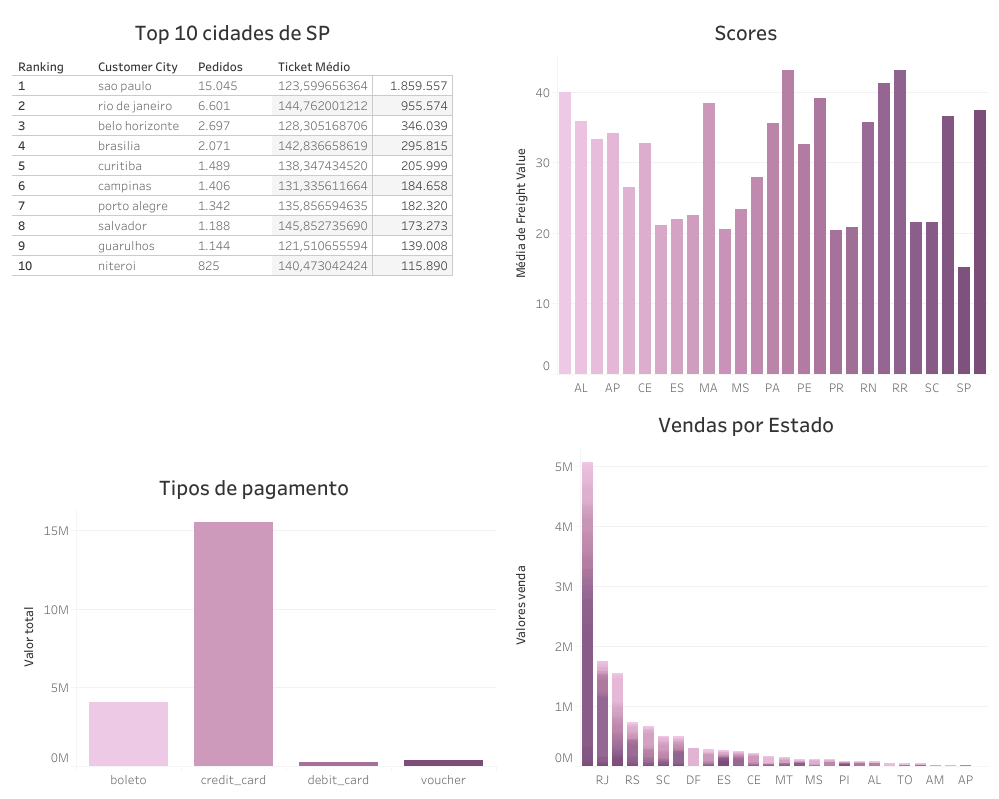 Top 10 cidades de SP
Ranking Customer City Pedidos Ticket Médio
1 sao paulo 15.045 123,599656364 1.859.557
2 rio de janeiro 6.601 144,762001212 955.574
3 belo horizonte 2.697 128,305168706 346.039
4 brasilia 2.071 142,836658619 295.815
5 curitiba 1.489 138,347434520 205.999
6 campinas 1.406 131,335611664 184.658
7 porto alegre 1.342 135,856594635 182.320
8 salvador 1.188 145,852735690 173.273
9 guarulhos 1.144 121,510655594 139.008
10 niteroi 825 140,473042424 115.890
Scores
Média de Freight Value
40
30
20
10
0
AL AP CE ES MA MS PA PE PR RN RR SC SP
Tipos de pagamento
Valor total
15M
10M
5M
0M
boleto credit_card debit_card voucher
Vendas por Estado
Valores venda
5M
4M
3M
2M
1M
0M
RJ RS SC DF ES CE MT MS PI AL TO AM AP